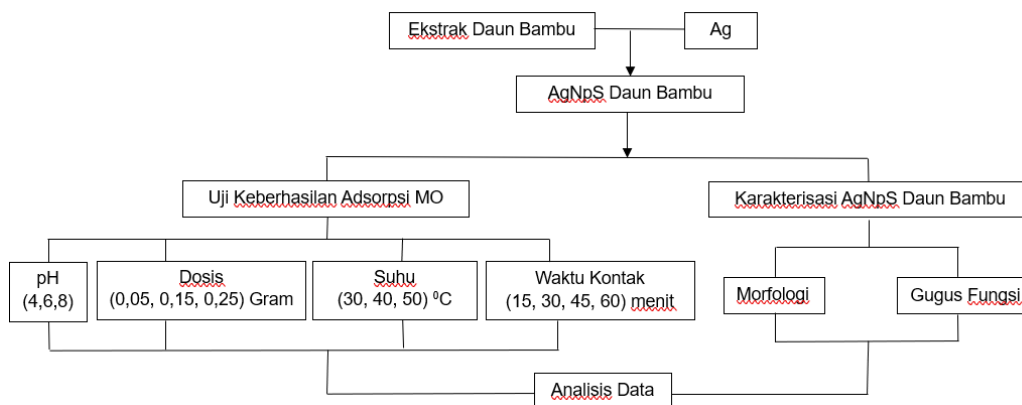 Ekstrak Daun Bambu
Ag
AgNpS Daun Bambu
Uji Keberhasilan Adsorpsi MO
Karakterisasi AgNpS Daun Bambu
pH
(4,6,8)
Dosis
(0,05, 0,15, 0,25) Gram
Suhu
(30, 40, 50) ⁰C
Waktu Kontak
(15, 30, 45, 60) menit
Morfologi
Gugus Fungsi
Analisis Data